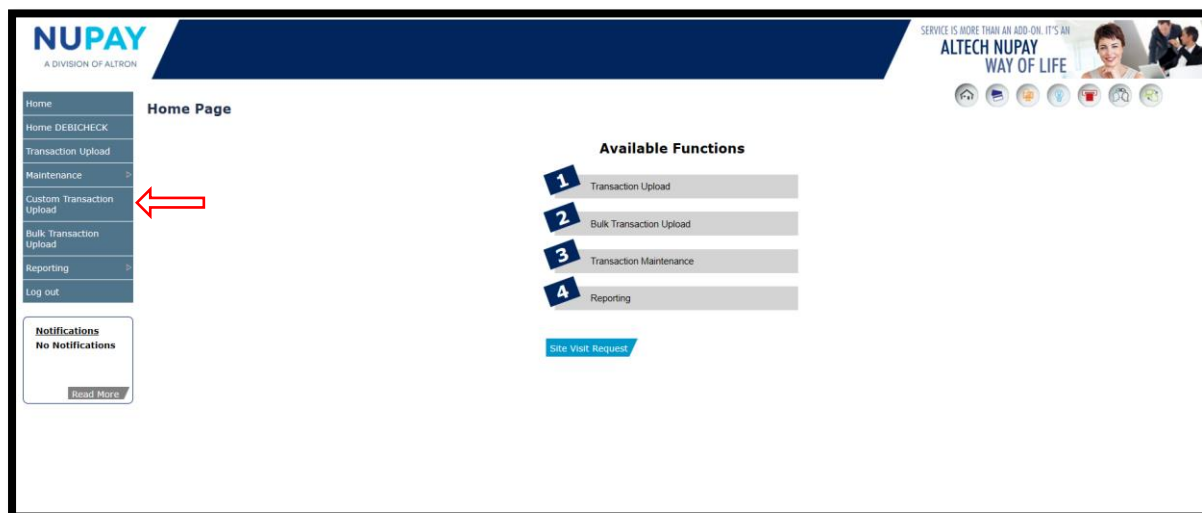 NUPAY
A DIVISION OF ALTRON
SERVICE IS MORE THAN AN ADD-ON. IT'S AN
ALTECH NUPAY
WAY OF LIFE
Home
Home DEBICHECK
Transaction Upload
Maintenance
Custom Transaction
Upload
Bulk Transaction
Upload
Reporting
Log out
Notifications
No Notifications
Read More
Home Page
Available Functions
1 Transaction Upload
2 Bulk Transaction Upload
3 Transaction Maintenance
4 Reporting
Site Visit Request